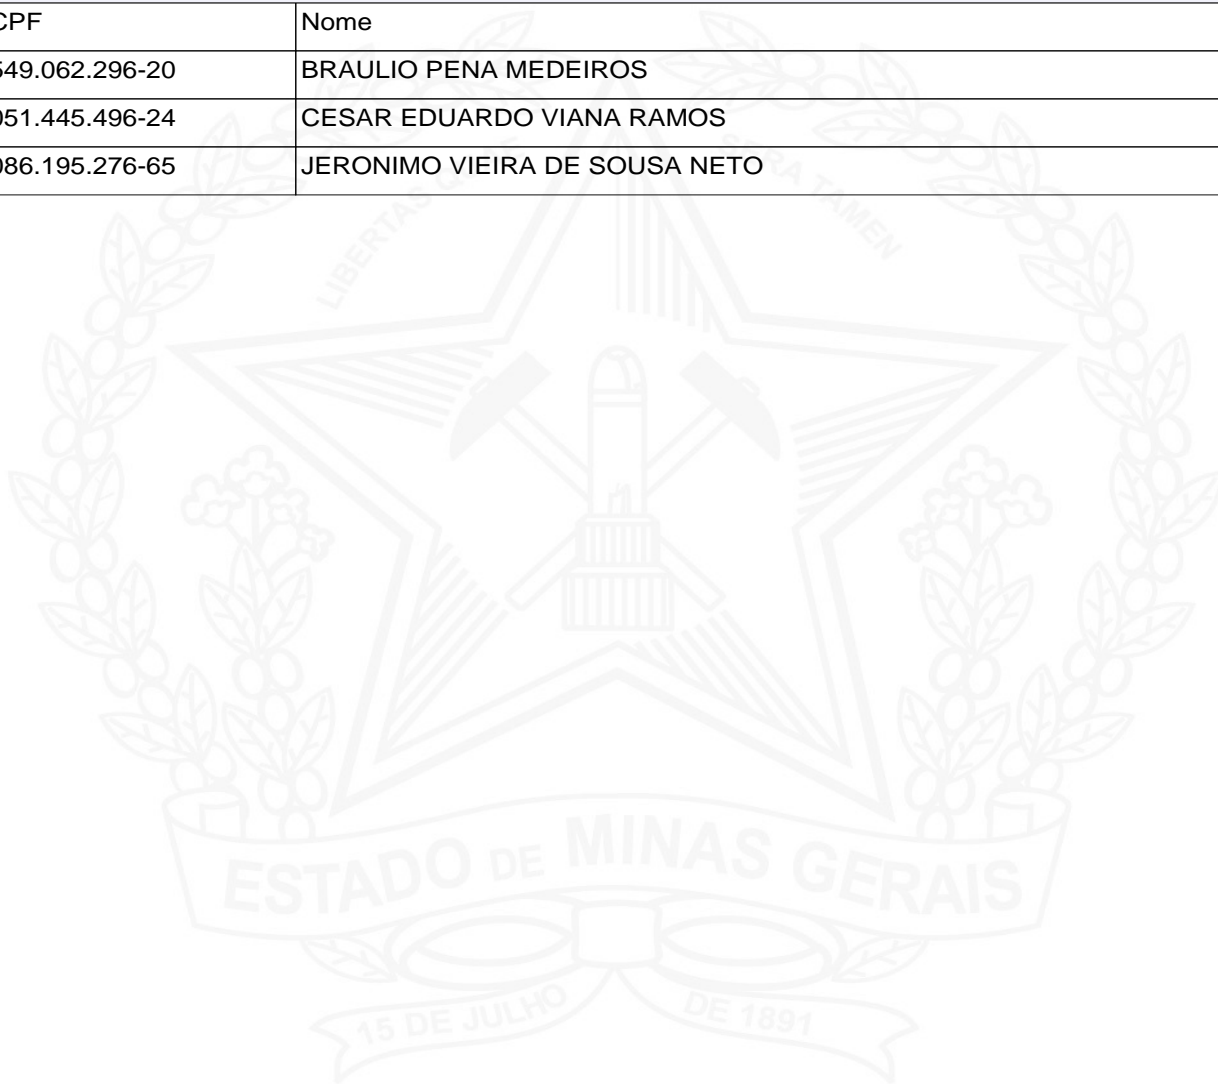 CPF Nome
549.062.296-20 BRAULIO PENA MEDEIROS
051.445.496-24 CESAR EDUARDO VIANA RAMOS
086.195.276-65 JERONIMO VIEIRA DE SOUSA NETO
LIBERTAS QUÆ SERA TAMEN
ESTADO DE MINAS GERAIS
15 DE JULHO DE 1891